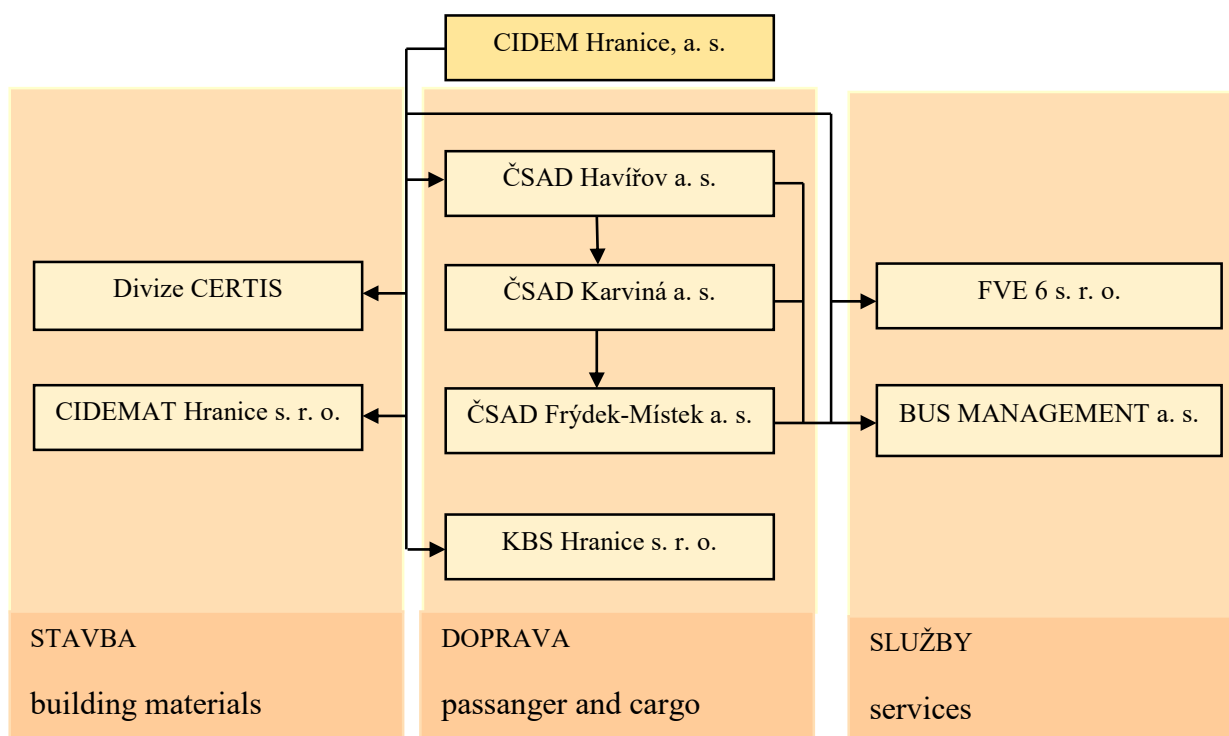 CIDEM Hranice, a. s.
ČSAD Havířov a. s.
Divize CERTIS
ČSAD Karviná a. s.
FVE 6 s. r. o.
CIDEMAT Hranice s. r. o.
ČSAD Frýdek-Místek a. s.
BUS MANAGEMENT a. s.
KBS Hranice s. r. o.
STAVBA
building materials
DOPRAVA
passanger and cargo
SLUŽBY
services